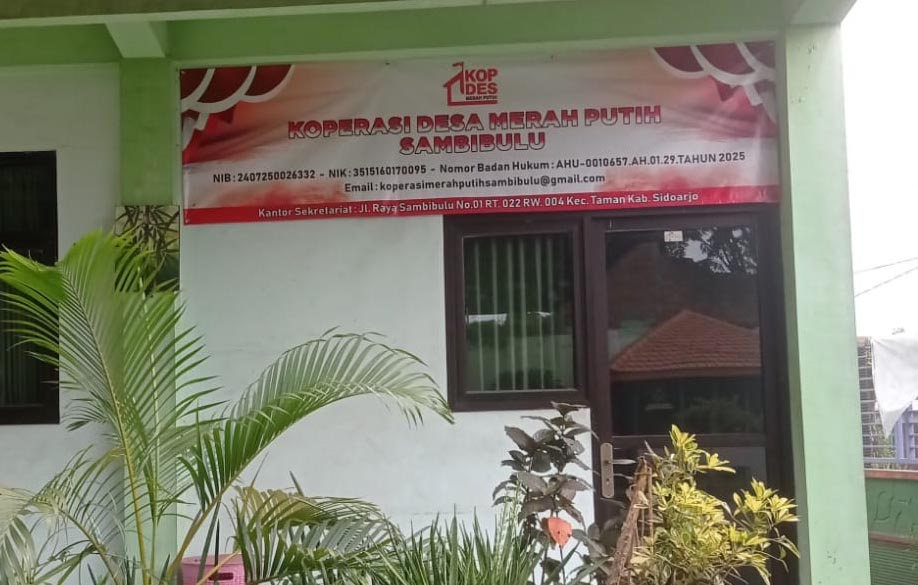 KOP
DES
MERAH PUTIH
KOPERASI DESA MERAH PUTIH
SAMBIBULU
NIB : 2407250026332 - NIK : 3515160170095 - Nomor Badan Hukum : AHU-0010657.AH.01.29.TAHUN 2025
Email : koperasimerahputihsambibulu@gmail.com
Kantor Sekretariat : Jl. Raya Sambibulu No.01 RT. 022 RW. 004 Kec. Taman Kab. Sidoarjo